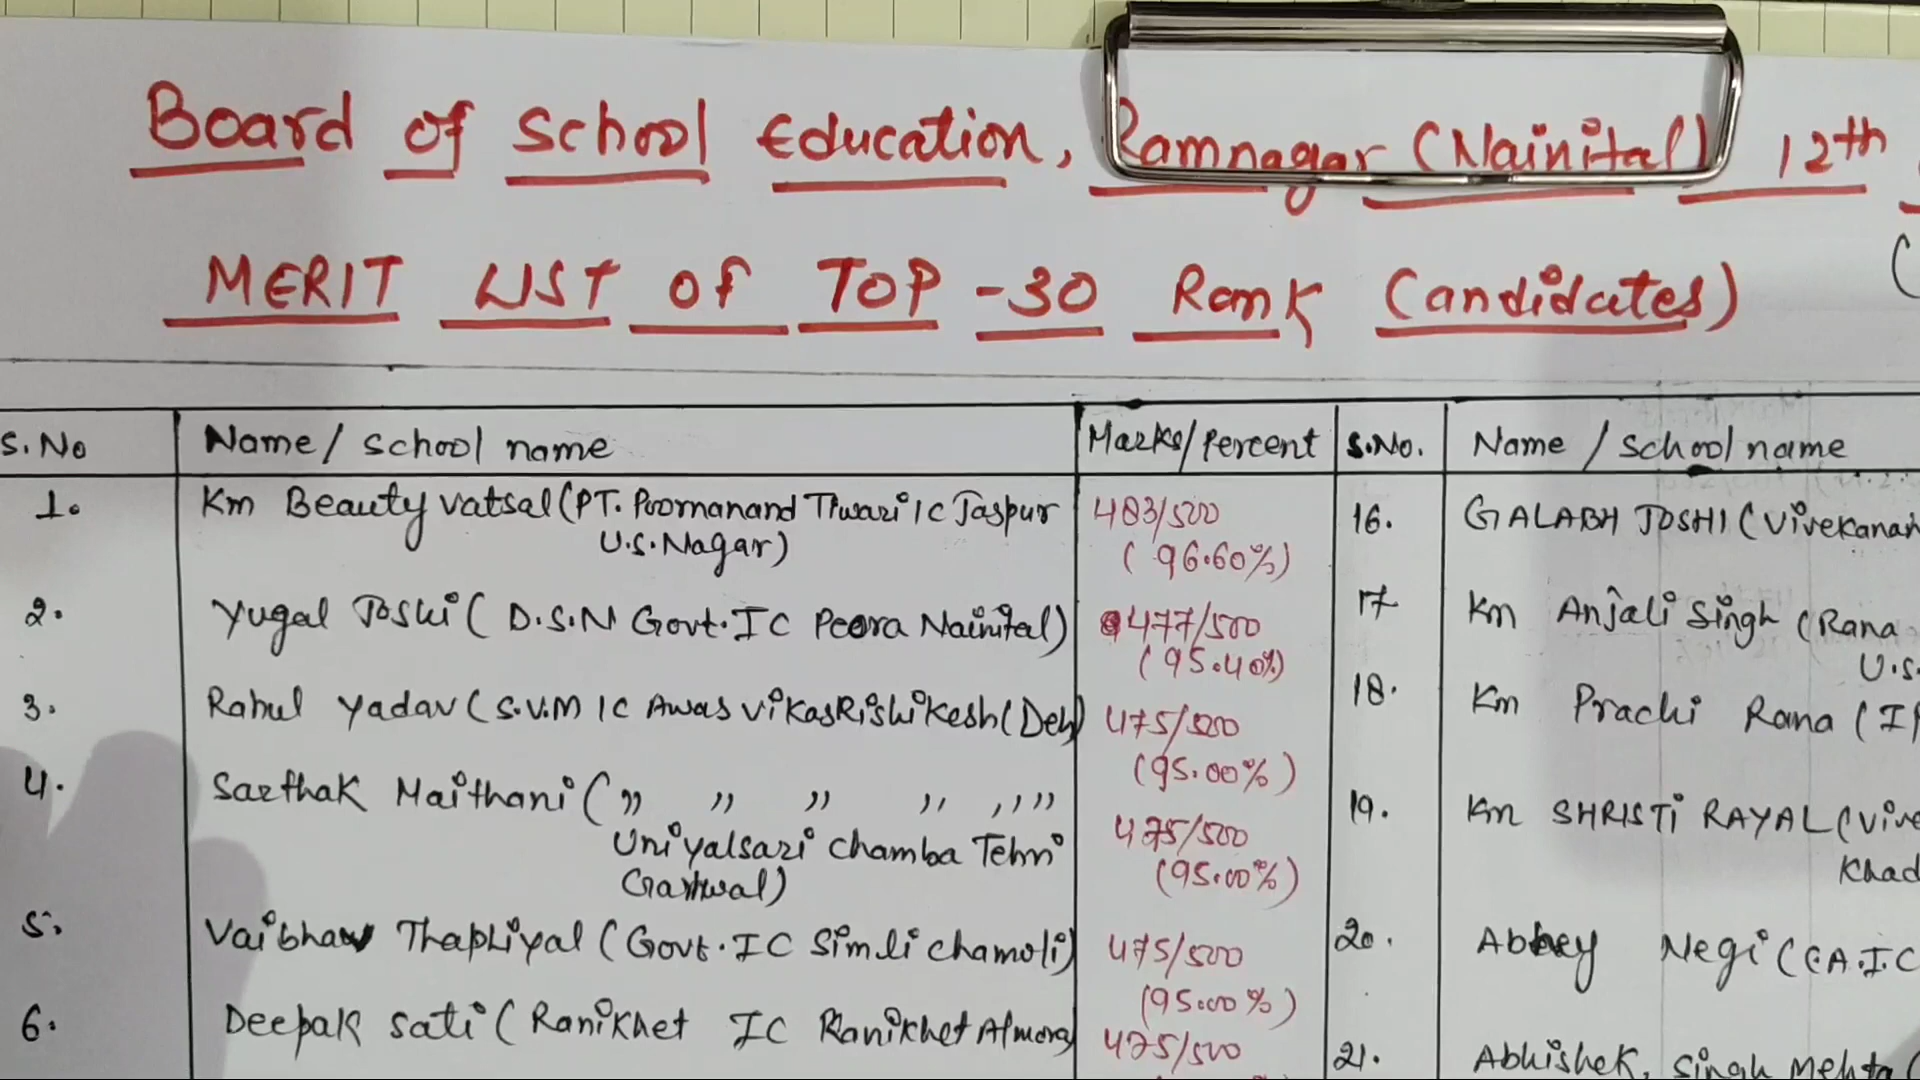 Board of School Education, Ramnagar (Nainital) 12th
MERIT LIST of TOP-30 Rank Candidates)
S.No
Name/ school name
Marks/Percent
S.No.
Name / School name
1.
Km Beauty Vatsal (PT. Poornanand Tiwari IC Jaspur
U.S.Nagar)
483/500
(96.60%)
2.
Yugal Joshi (D.S.N Govt. IC Peora Nainital)
477/500
(95.40%)
3.
Rahul Yadav (S.V.M IC Awas Vikas Rishikesh (Deh)
475/500
(95.00%)
4.
Sarthak Maithani (" " " " " "
Uniyalsari Chamba Tehri
Garhwal)
475/500
(95.00%)
5.
Vaibhav Thapliyal (Govt. IC Simli Chamoli)
475/500
(95.00%)
6.
Deepak Sati (Ranikhet IC Ranikhet Almora)
475/500
16.
GALABH JOSHI (Vivekanan
17
Km Anjali Singh (Rana
U.S.
18.
Km Prachi Rana (
19.
Km SHRISTI RAYAL (Vive
Khad
20.
Abhey Negi (C.A.I.C
21.
Abhishek Singh Mehta (